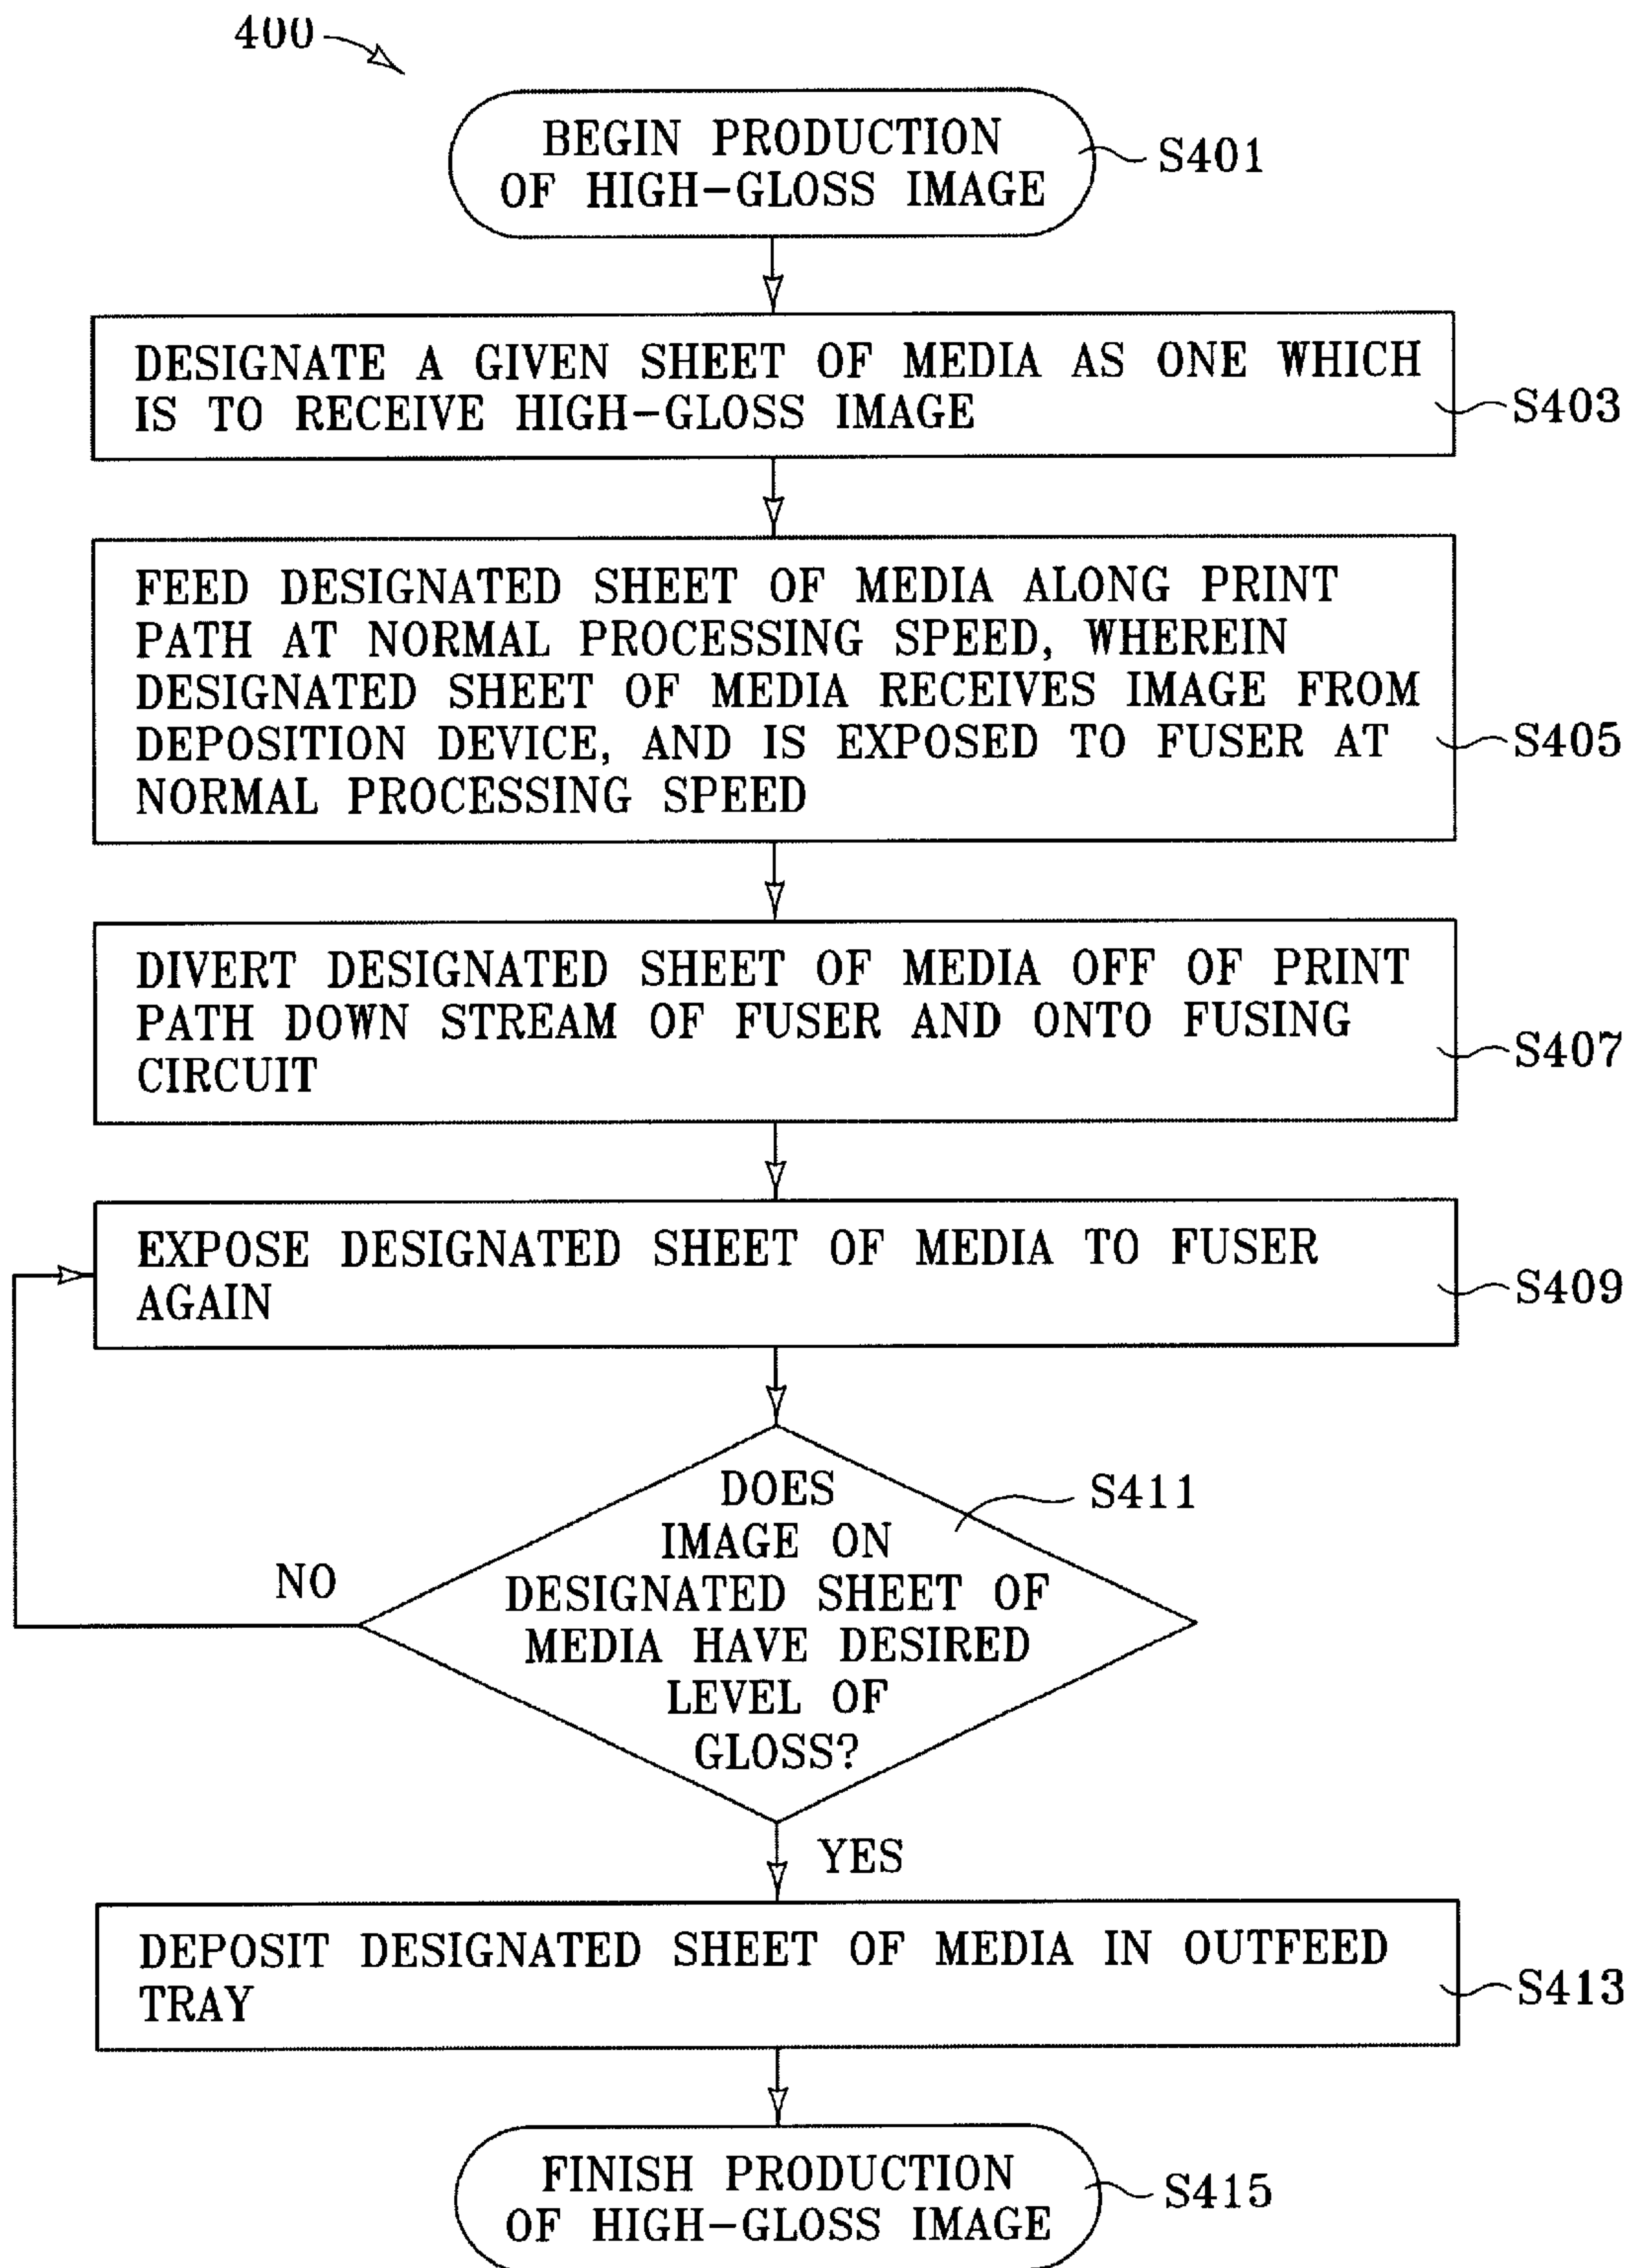 400
BEGIN PRODUCTION
OF HIGH-GLOSS IMAGE
S401
DESIGNATE A GIVEN SHEET OF MEDIA AS ONE WHICH
IS TO RECEIVE HIGH-GLOSS IMAGE
S403
FEED DESIGNATED SHEET OF MEDIA ALONG PRINT
PATH AT NORMAL PROCESSING SPEED, WHEREIN
DESIGNATED SHEET OF MEDIA RECEIVES IMAGE FROM
DEPOSITION DEVICE, AND IS EXPOSED TO FUSER AT
NORMAL PROCESSING SPEED
S405
DIVERT DESIGNATED SHEET OF MEDIA OFF OF PRINT
PATH DOWN STREAM OF FUSER AND ONTO FUSING
CIRCUIT
S407
EXPOSE DESIGNATED SHEET OF MEDIA TO FUSER
AGAIN
S409
DOES
IMAGE ON
DESIGNATED SHEET OF
MEDIA HAVE DESIRED
LEVEL OF
GLOSS?
S411
NO
YES
DEPOSIT DESIGNATED SHEET OF MEDIA IN OUTFEED
TRAY
S413
FINISH PRODUCTION
OF HIGH-GLOSS IMAGE
S415